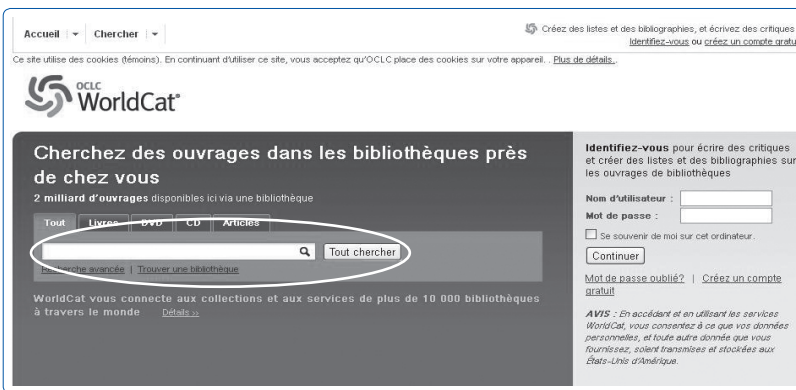 Accueil Chercher
Créez des listes et des bibliographies, et écrivez des critiques
Identifiez-vous ou créez un compte gratu
Ce site utilise des cookies (témoins). En continuant d'utiliser ce site, vous acceptez qu'OCLC place des cookies sur votre appareil. . Plus de détails..
OCLC
WorldCat
Cherchez des ouvrages dans les bibliothèques près
de chez vous
2 milliard d'ouvrages disponibles ici via une bibliothèque
Tout Livres DVD CD Articles
Tout chercher
Recherche avancée | Trouver une bibliothèque
WorldCat vous connecte aux collections et aux services de plus de 10 000 bibliothèques
à travers le monde Détails »
Identifiez-vous pour écrire des critiques
et créer des listes et des bibliographies sur
les ouvrages de bibliothèques
Nom d'utilisateur :
Mot de passe :
Se souvenir de moi sur cet ordinateur.
Continuer
Mot de passe oublié? | Créez un compte
gratuit
AVIS : En accédant et en utilisant les services
WorldCat, vous consentez à ce que vos données
personnelles, et toute autre donnée que vous
fournissez, soient transmises et stockées aux
États-Unis d'Amérique.